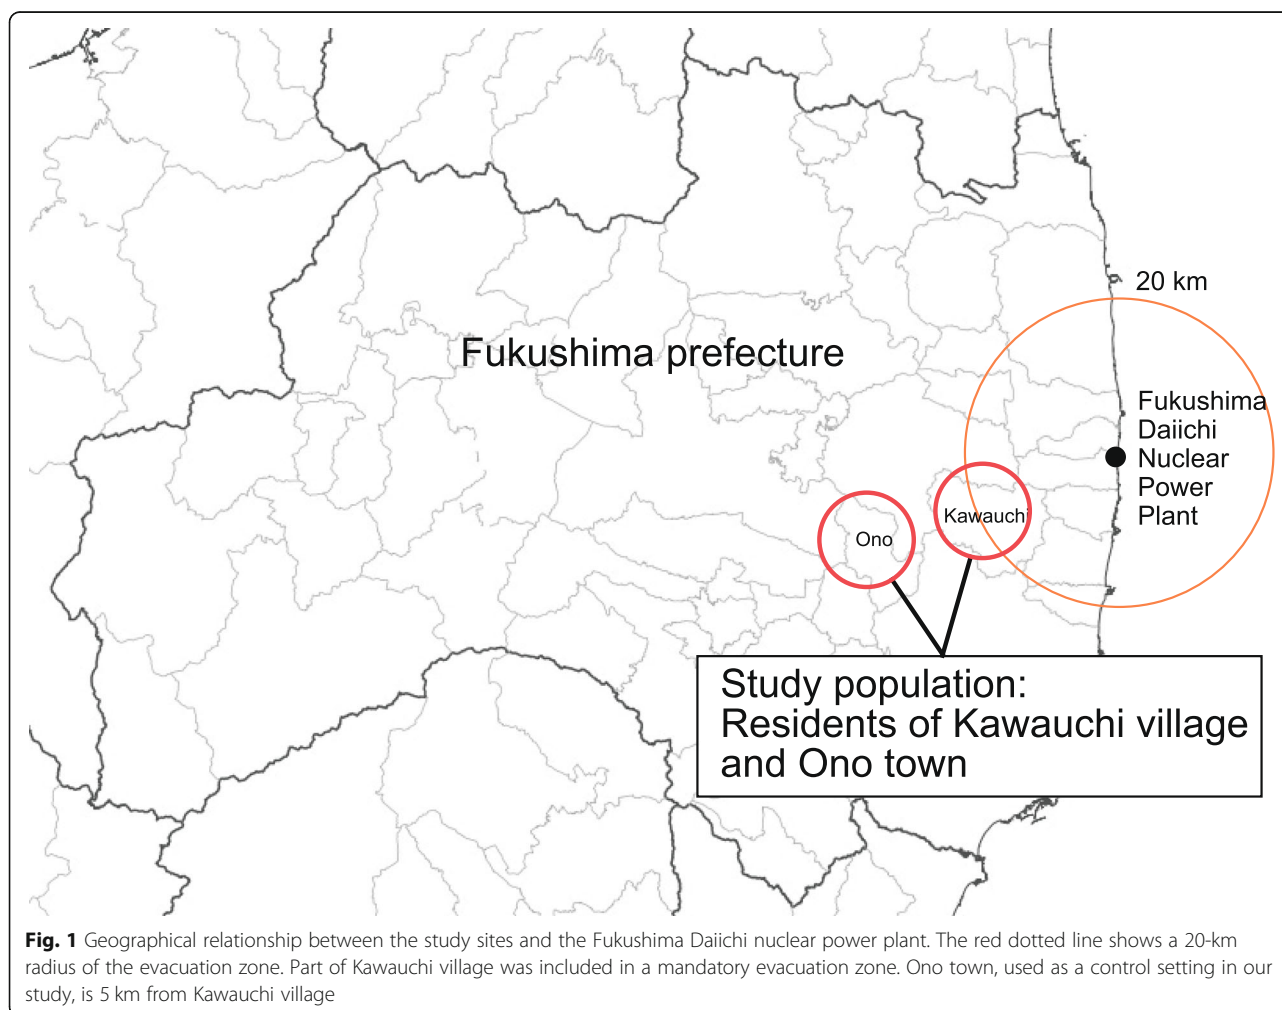 20 km
Fukushima prefecture
Fukushima
Daiichi
Nuclear
Power
Plant
Kawauchi
Ono
Study population:
Residents of Kawauchi village
and Ono town
Fig. 1 Geographical relationship between the study sites and the Fukushima Daiichi nuclear power plant. The red dotted line shows a 20-km
radius of the evacuation zone. Part of Kawauchi village was included in a mandatory evacuation zone. Ono town, used as a control setting in our
study, is 5 km from Kawauchi village